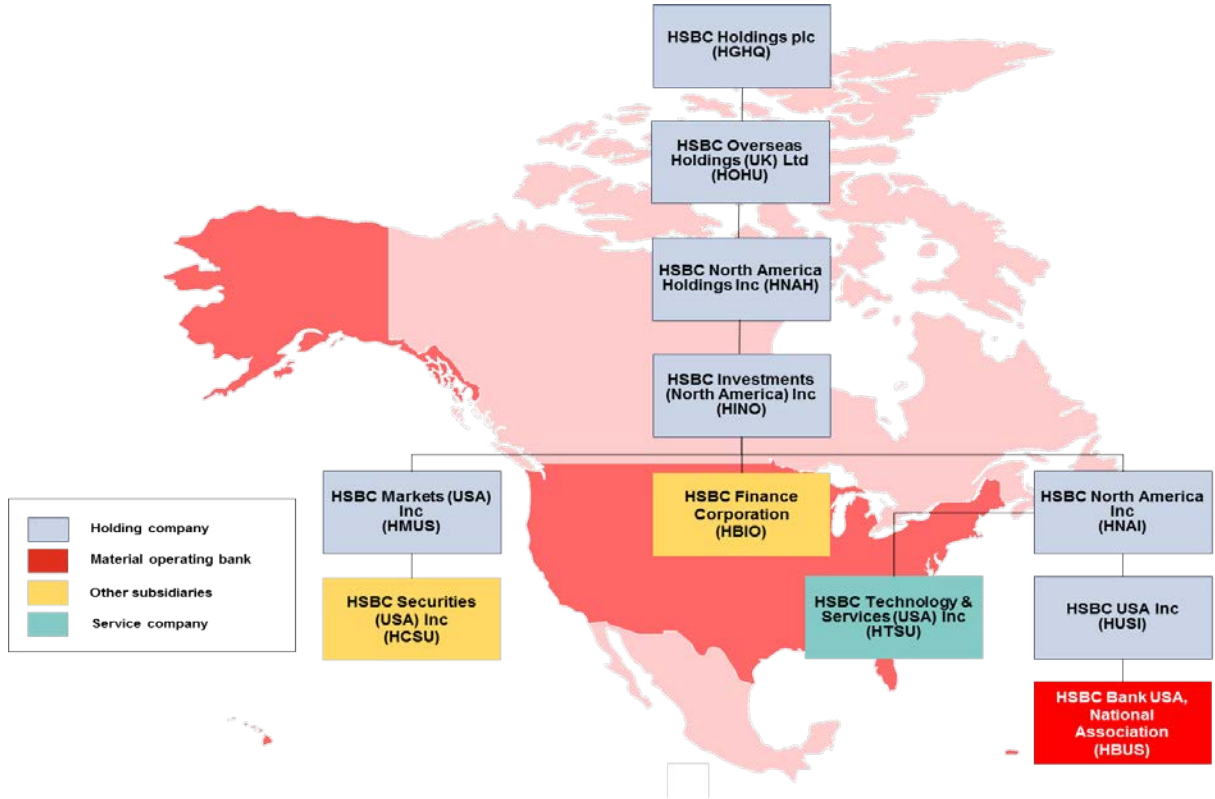 HSBC Holdings plc
(HGHQ)
HSBC Overseas
Holdings (UK) Ltd
(HOHU)
HSBC North America
Holdings Inc (HNAH)
HSBC Investments
(North America) Inc
(HINO)
HSBC Markets (USA)
Inc
(HMUS)
HSBC Finance
Corporation
(HBIO)
HSBC North America
Inc
(HNAI)
HSBC Securities
(USA) Inc
(HCSU)
HSBC Technology &
Services (USA) Inc
(HTSU)
HSBC USA Inc
(HUSI)
HSBC Bank USA,
National
Association
(HBUS)
Holding company
Material operating bank
Other subsidiaries
Service company